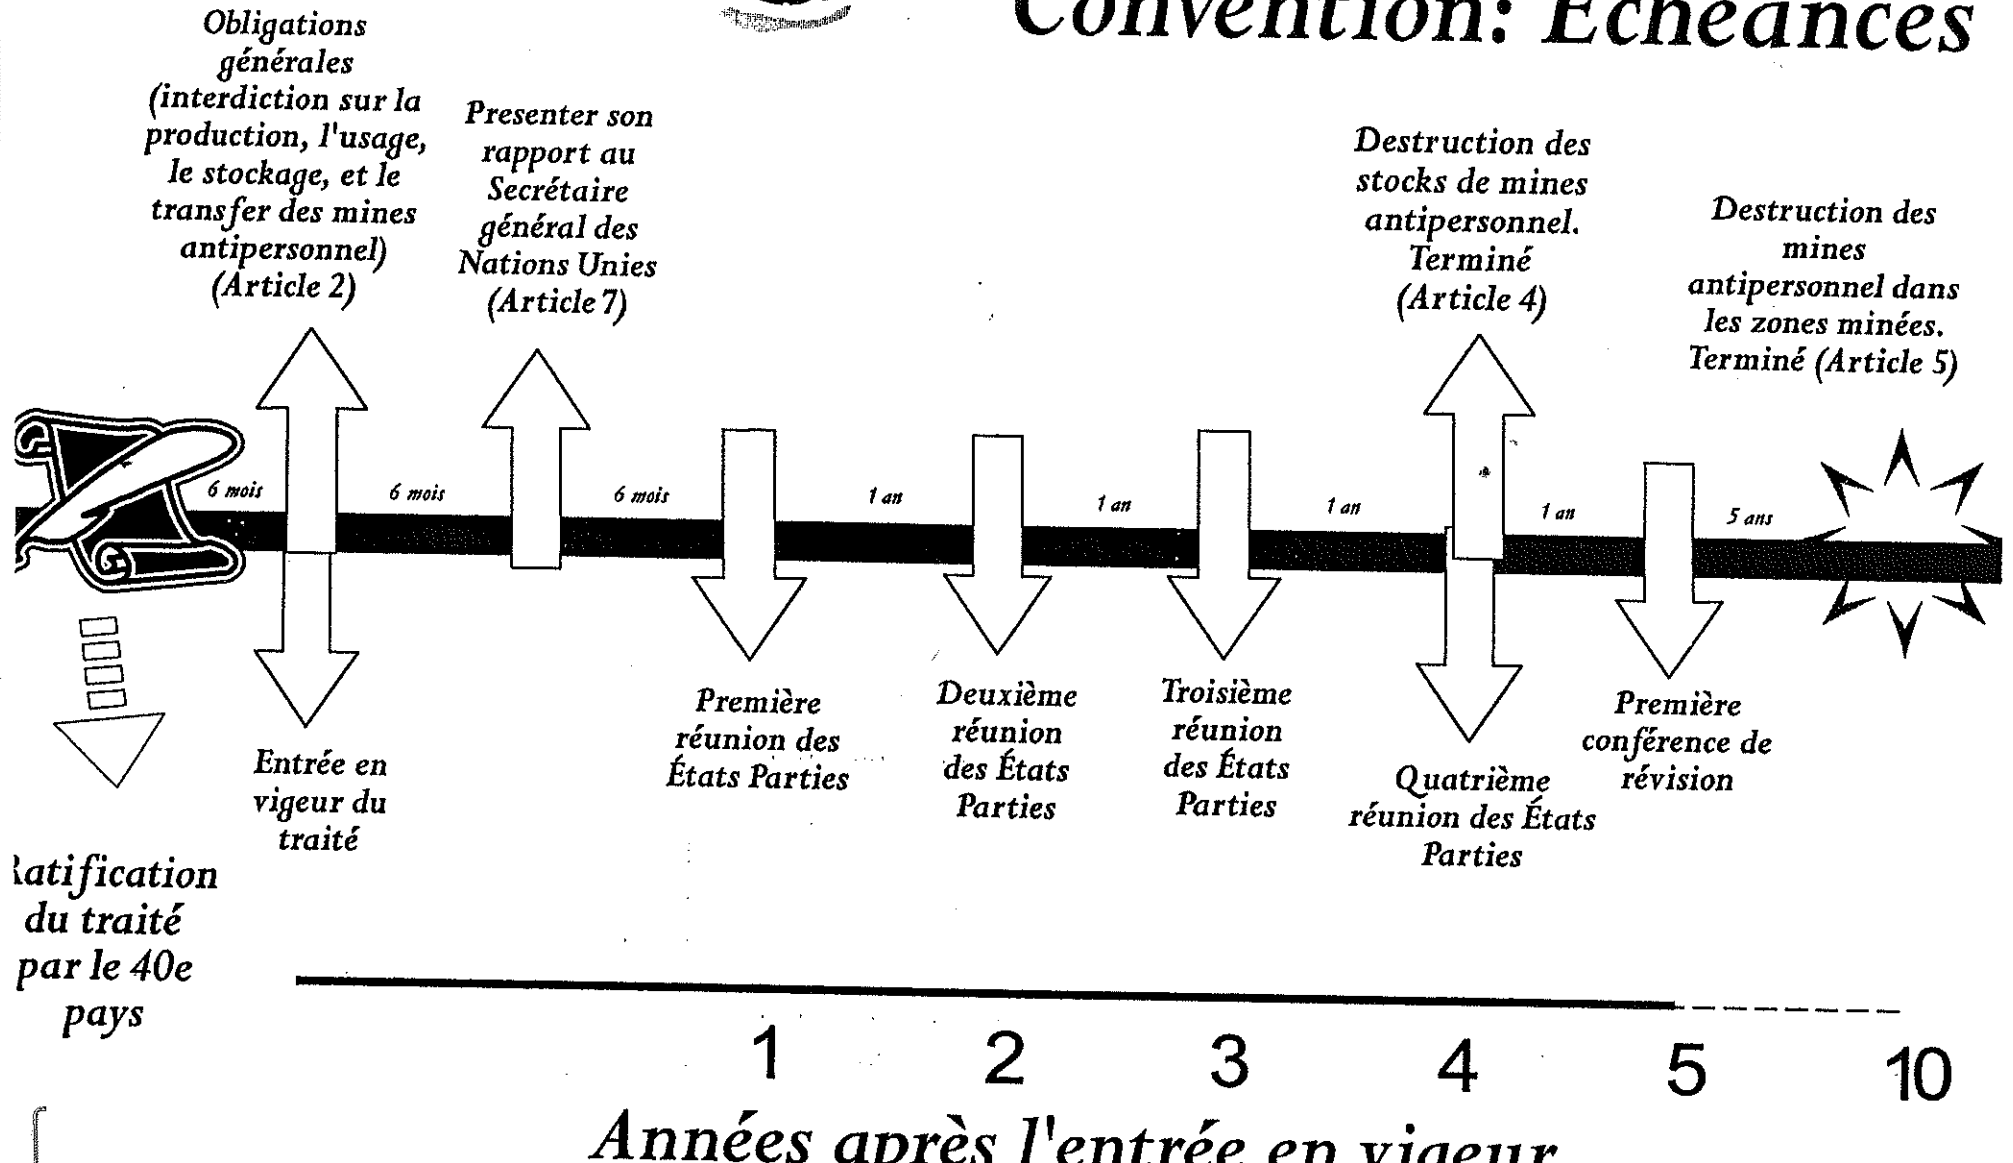 Convention: Echéances
Obligations
générales
(interdiction sur la
production, l'usage,
le stockage, et le
transfer des mines
antipersonnel)
(Article 2)
Presenter son
rapport au
Secrétaire
général des
Nations Unies
(Article 7)
Destruction des
stocks de mines
antipersonnel.
Terminé
(Article 4)
Destruction des
mines
antipersonnel dans
les zones minées.
Terminé (Article 5)
6 mois
6 mois
6 mois
1 an
1 an
1 an
1 an
5 ans
Ratification
du traité
par le 40e
pays
Entrée en
vigeur du
traité
Première
réunion des
États Parties
Deuxième
réunion
des États
Parties
Troisième
réunion
des États
Parties
Quatrième
réunion des États
Parties
Première
conférence de
révision
1
2
3
4
5
10
Années après l'entrée en vigeur